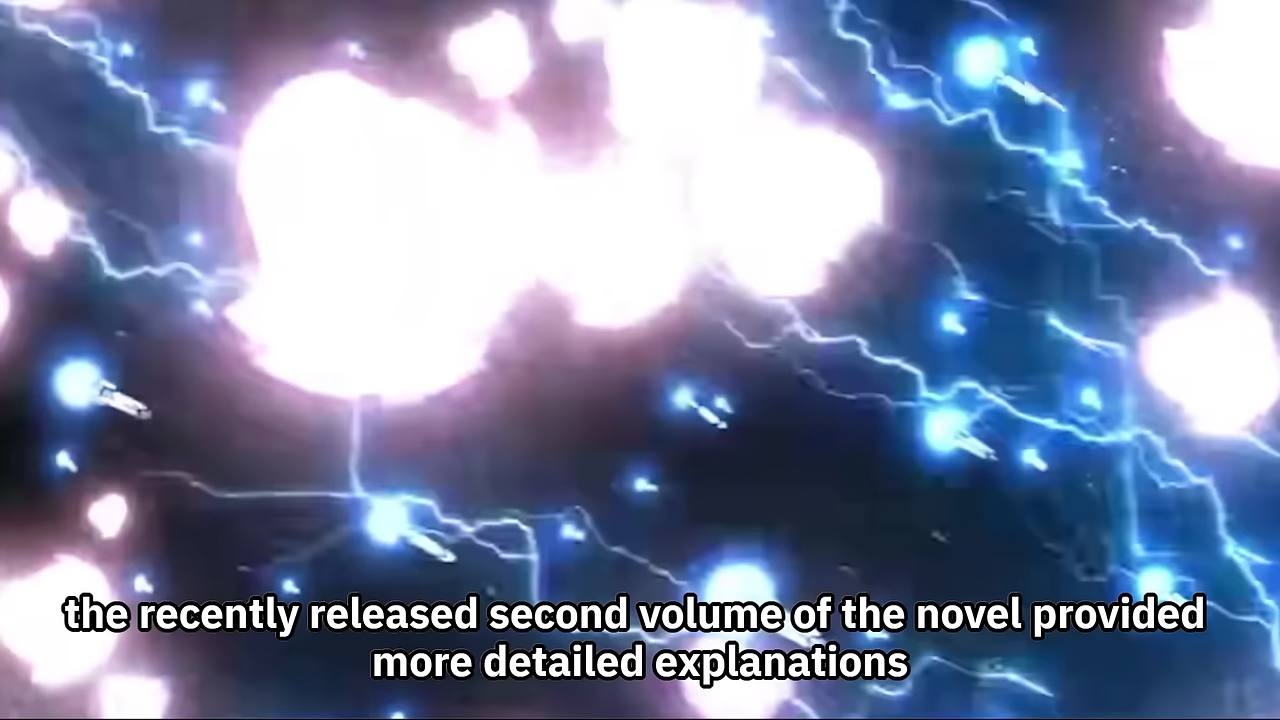 the recently released second volume of the novel provided
more detailed explanations